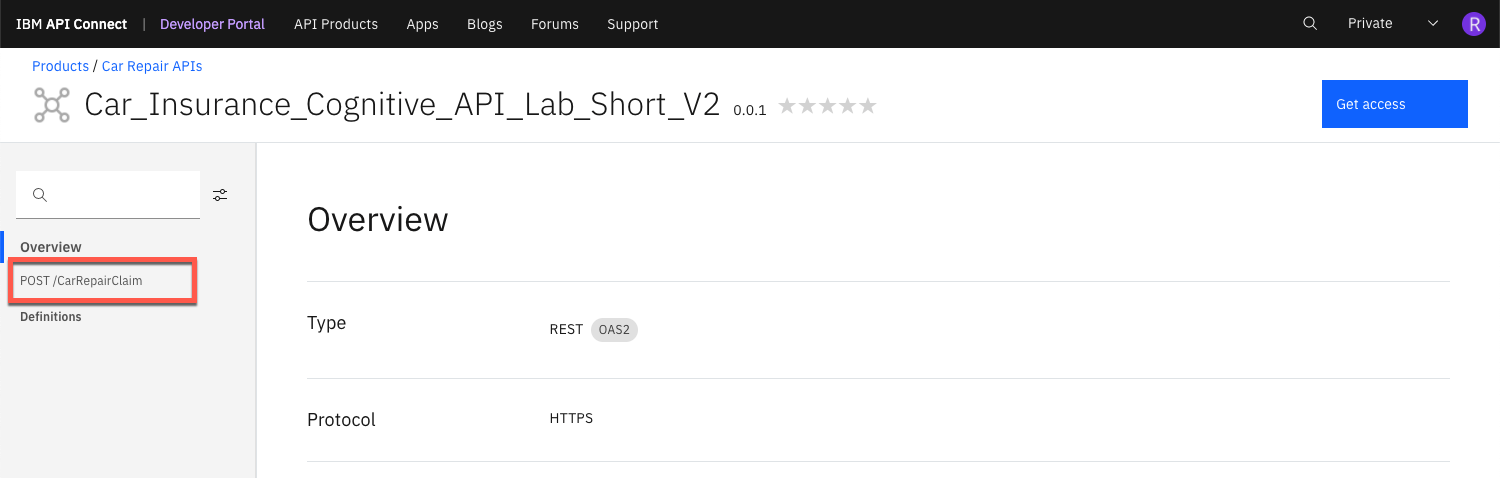 IBM API Connect | Developer Portal API Products Apps Blogs Forums Support Private R
Products / Car Repair APIs
Car_Insurance_Cognitive_API_Lab_Short_V2 0.0.1 Get access
Overview
Overview
POST /CarRepairClaim
Definitions
Type REST OAS2
Protocol HTTPS